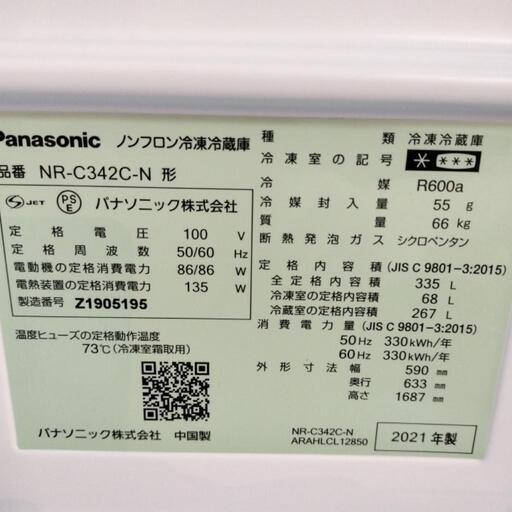 Panasonic ノンフロン冷凍冷蔵庫
品番 NR-C342C-N 形
JET PSE パナソニック株式会社
定格電圧 100 V
定格周波数 50/60 Hz
電動機の定格消費電力 86/86 W
電熱装置の定格消費電力 135 W
製造番号 Z1905195
温度ヒューズの定格動作温度
73℃(冷凍室霜取用)
パナソニック株式会社 中国製
種類 冷凍冷蔵庫
冷凍室の記号 ****
冷媒 R600a
冷媒封入量 55 g
質量 66 kg
断熱発泡ガス シクロペンタン
定格内容積 (JIS C 9801-3:2015)
全定格内容積 335 L
冷凍室の定格内容積 68 L
冷蔵室の定格内容積 267 L
消費電力量 (JIS C 9801-3:2015)
50Hz 330kWh/年
60Hz 330kWh/年
外形寸法 幅 590 mm
奥行 633 mm
高さ 1687 mm
NR-C342C-N
ARAHLCL12850
2021年製